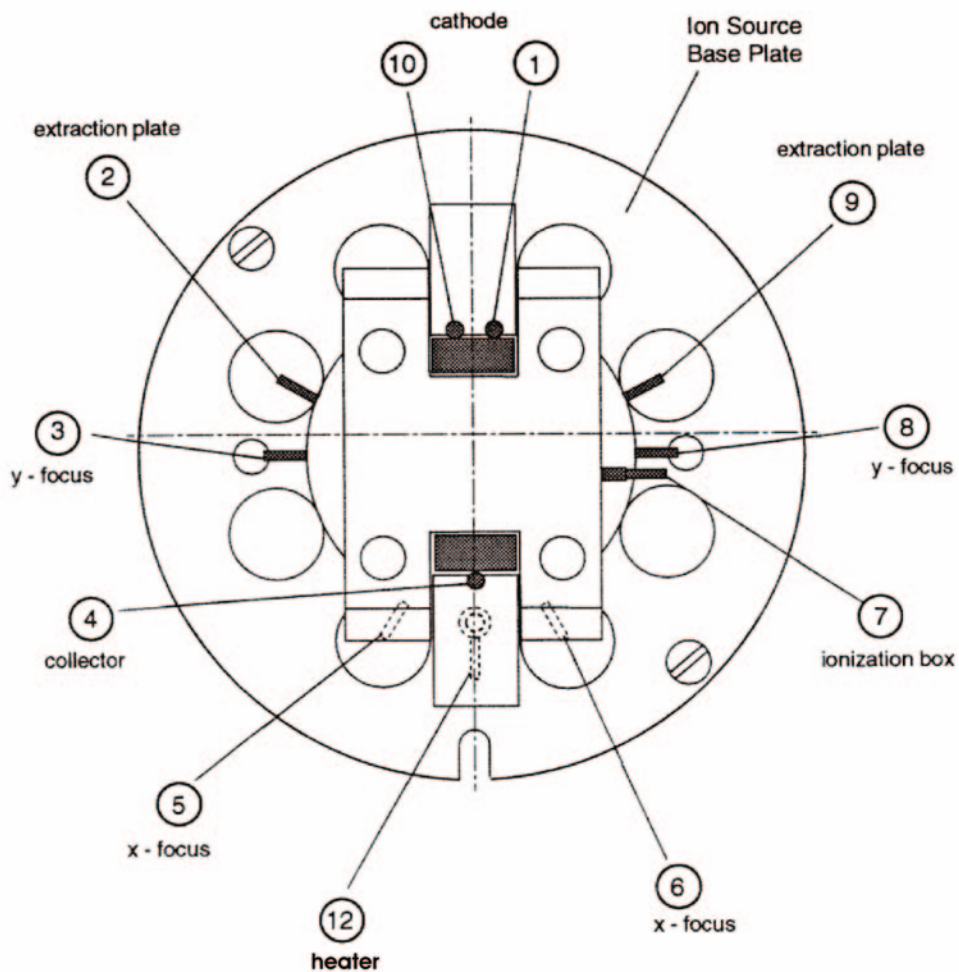 cathode
10
1
Ion Source
Base Plate
extraction plate
2
extraction plate
9
3
y - focus
8
y - focus
4
collector
7
ionization box
5
x - focus
6
x - focus
12
heater